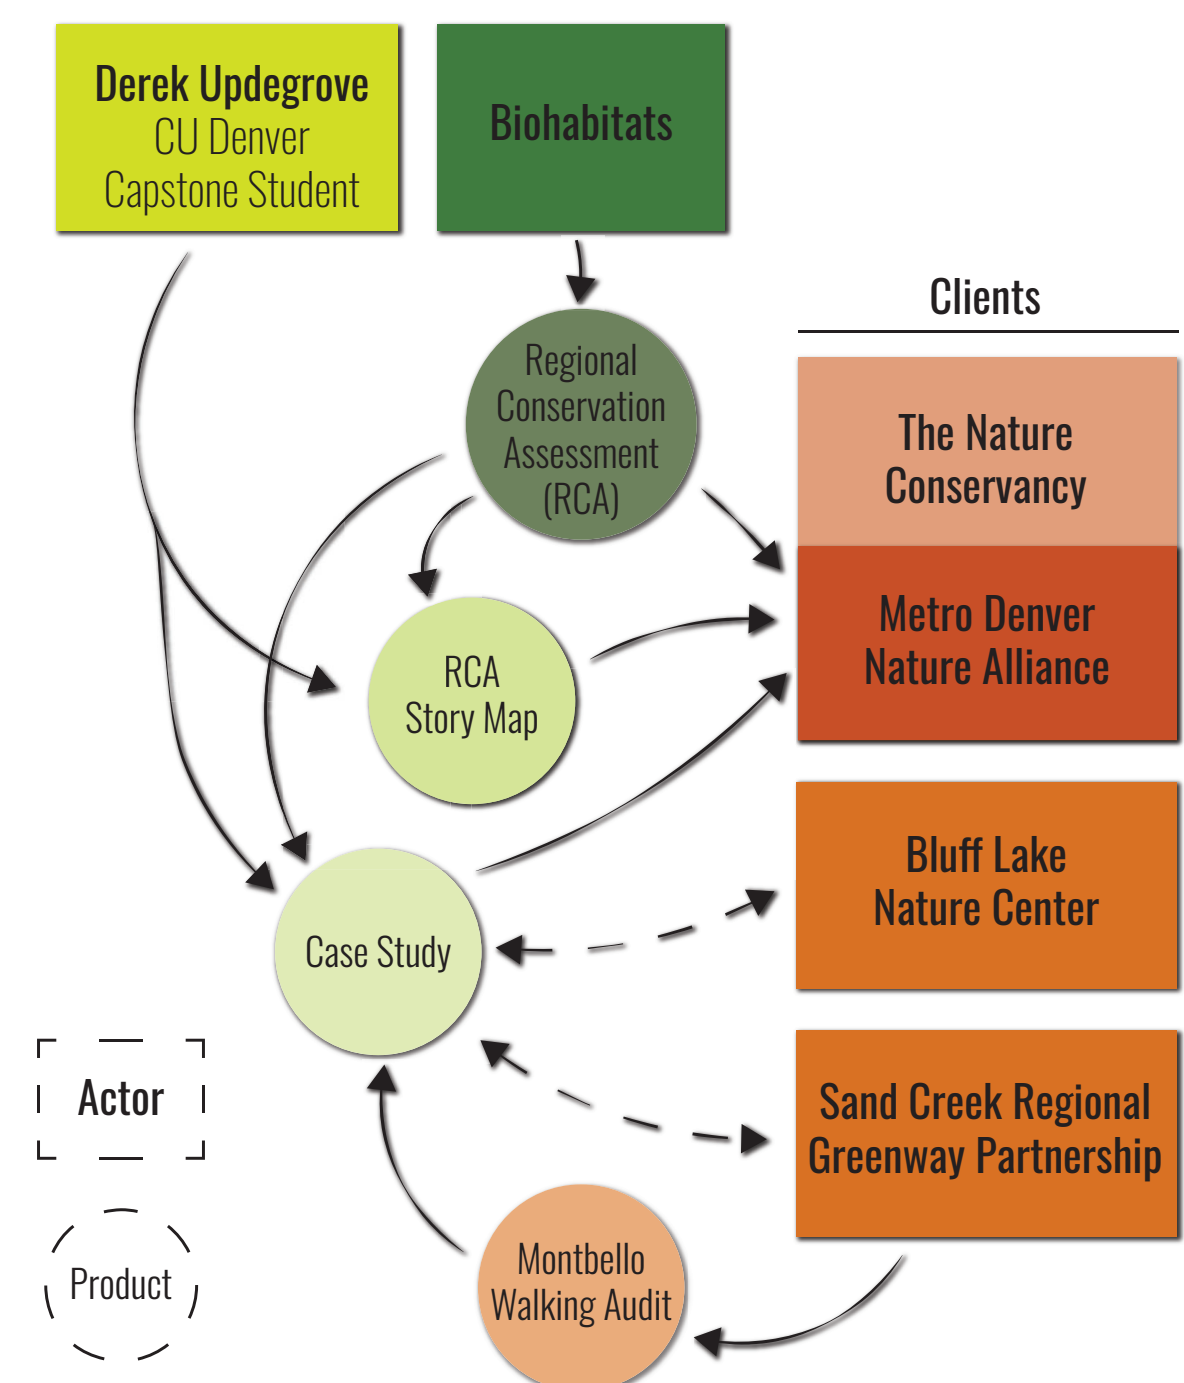 Derek Updegrove
CU Denver
Capstone Student
Biohabitats
Clients
Regional
Conservation
Assessment
(RCA)
The Nature
Conservancy
Metro Denver
Nature Alliance
RCA
Story Map
Bluff Lake
Nature Center
Case Study
Sand Creek Regional
Greenway Partnership
Actor
Montbello
Walking Audit
Product